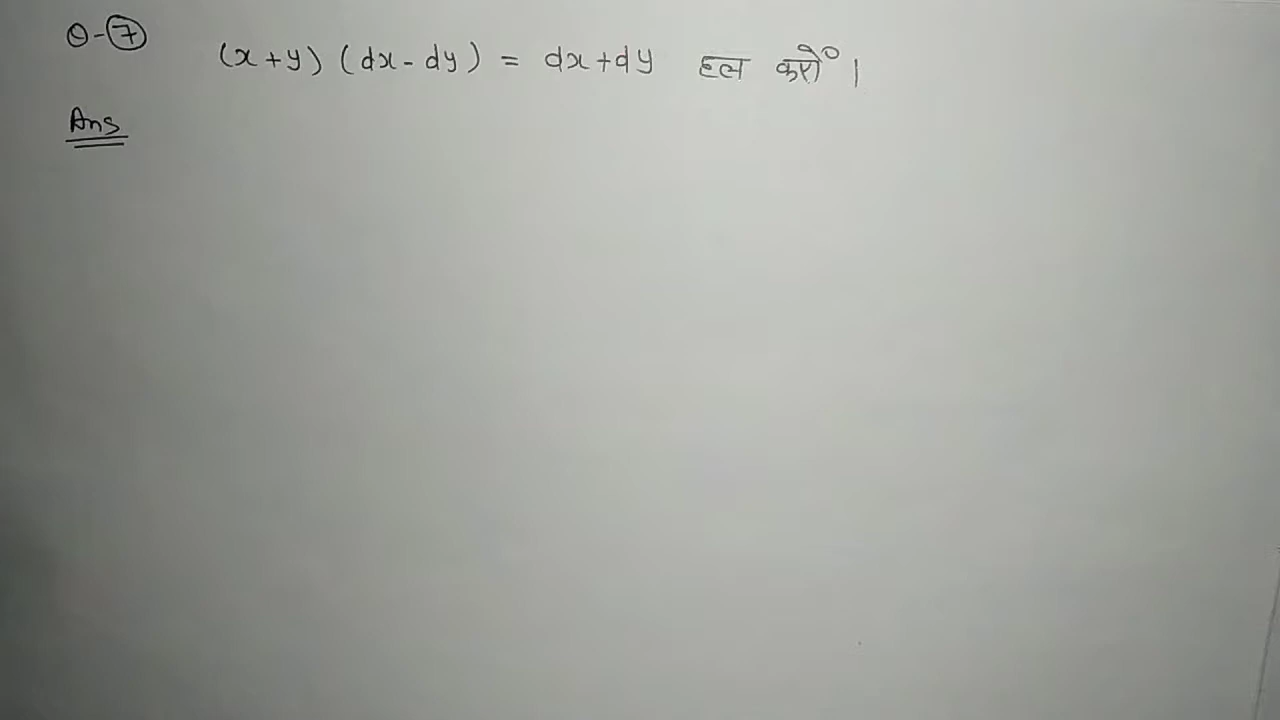 Q-7 (x+y) (dx-dy) = dx+dy हल करों ।
Ans